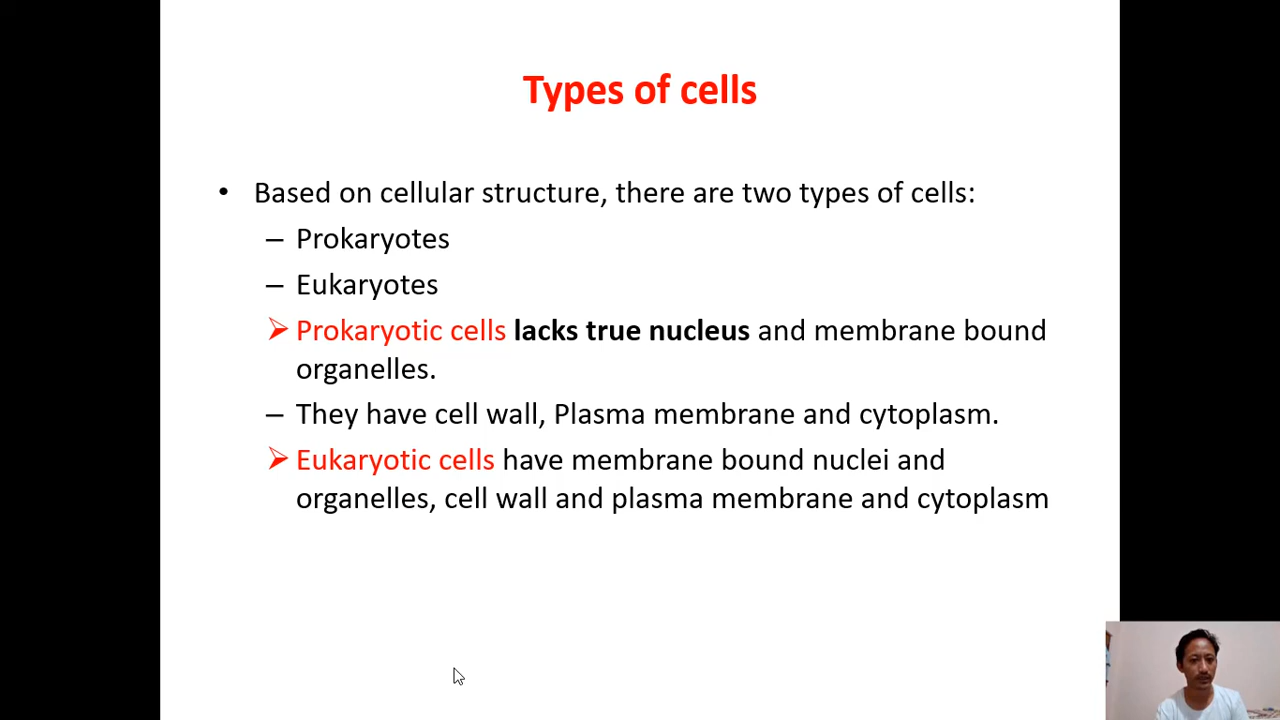 Types of cells
• Based on cellular structure, there are two types of cells:
– Prokaryotes
– Eukaryotes
➢ Prokaryotic cells lacks true nucleus and membrane bound
organelles.
– They have cell wall, Plasma membrane and cytoplasm.
➢ Eukaryotic cells have membrane bound nuclei and
organelles, cell wall and plasma membrane and cytoplasm